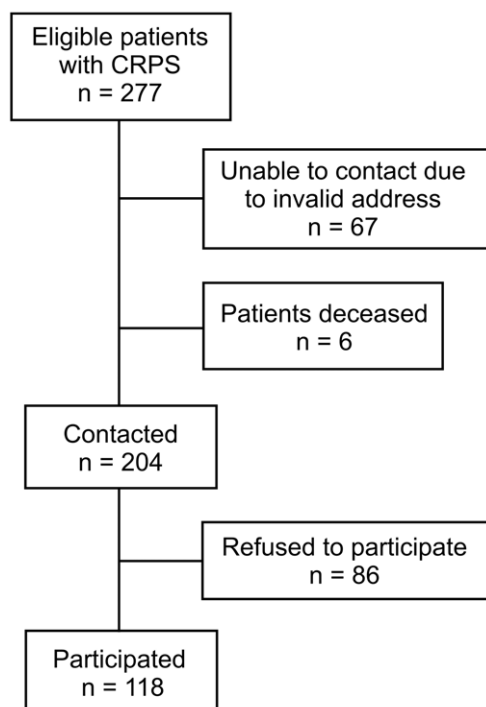 Eligible patients
with CRPS
n = 277
Unable to contact due
to invalid address
n = 67
Patients deceased
n = 6
Contacted
n = 204
Refused to participate
n = 86
Participated
n = 118